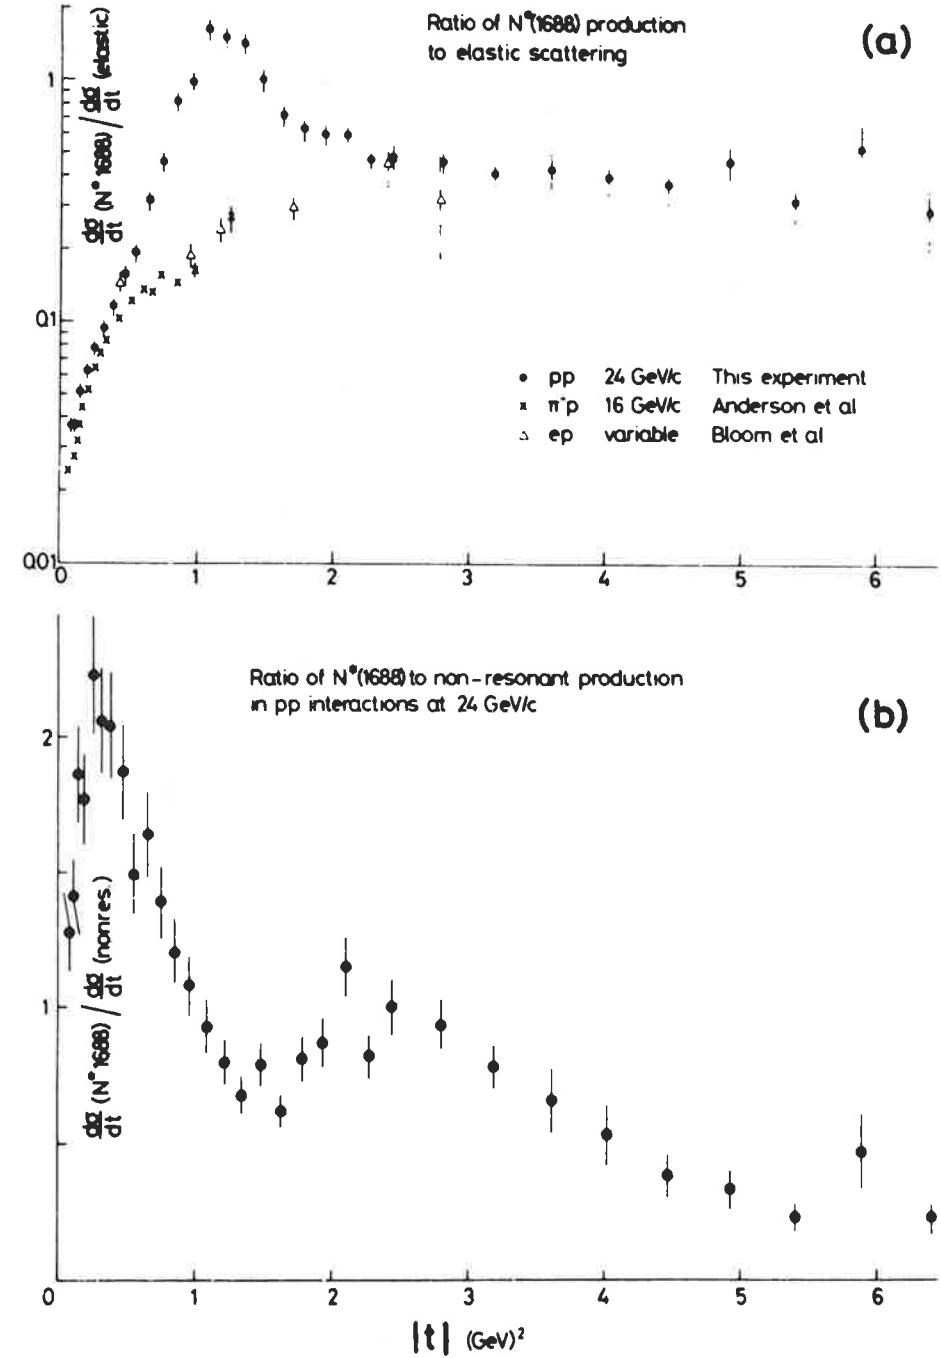 Ratio of N*(1688) production
to elastic scattering
(a)
dσ/dt (N*1688) / dσ/dt (elastic)
1
0.1
0.01
• pp 24 GeV/c This experiment
× π⁻p 16 GeV/c Anderson et al
△ ep variable Bloom et al
0 1 2 3 4 5 6
Ratio of N*(1688) to non-resonant production
in pp interactions at 24 GeV/c
(b)
dσ/dt (N*1688) / dσ/dt (nonres.)
2
1
0 1 2 3 4 5 6
|t| (GeV)²